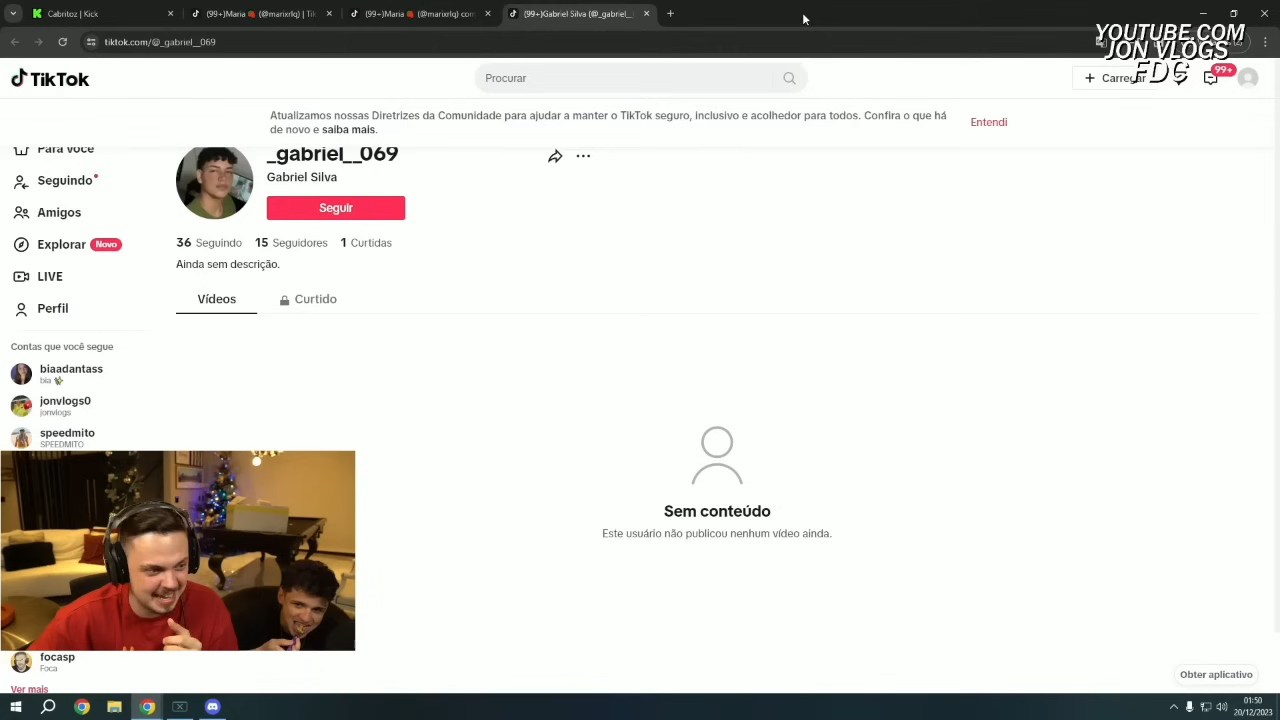 Cabritoz | Kick
(99+)Maria 🍎 (@marixrlq) | Tik
(99+)Maria 🍎 (@marixrlq) con
(99+)Gabriel Silva (@_gabriel_
tiktok.com/@_gabriel__069
YOUTUBE.COM
JON VLOGS
FDC
TikTok
Procurar
Carregar
99+
Atualizamos nossas Diretrizes da Comunidade para ajudar a manter o TikTok seguro, inclusivo e acolhedor para todos. Confira o que há
de novo e saiba mais.
Entendi
Para você
Seguindo
Amigos
Explorar Novo
LIVE
Perfil
_gabriel__069
Gabriel Silva
Seguir
36 Seguindo 15 Seguidores 1 Curtidas
Ainda sem descrição.
Vídeos Curtido
Contas que você segue
biaadantass
bia
jonvlogs0
jonvlogs
speedmito
SPEEDMITO
Sem conteúdo
Este usuário não publicou nenhum vídeo ainda.
focasp
Foca
Ver mais
Obter aplicativo
01:50
20/12/2023